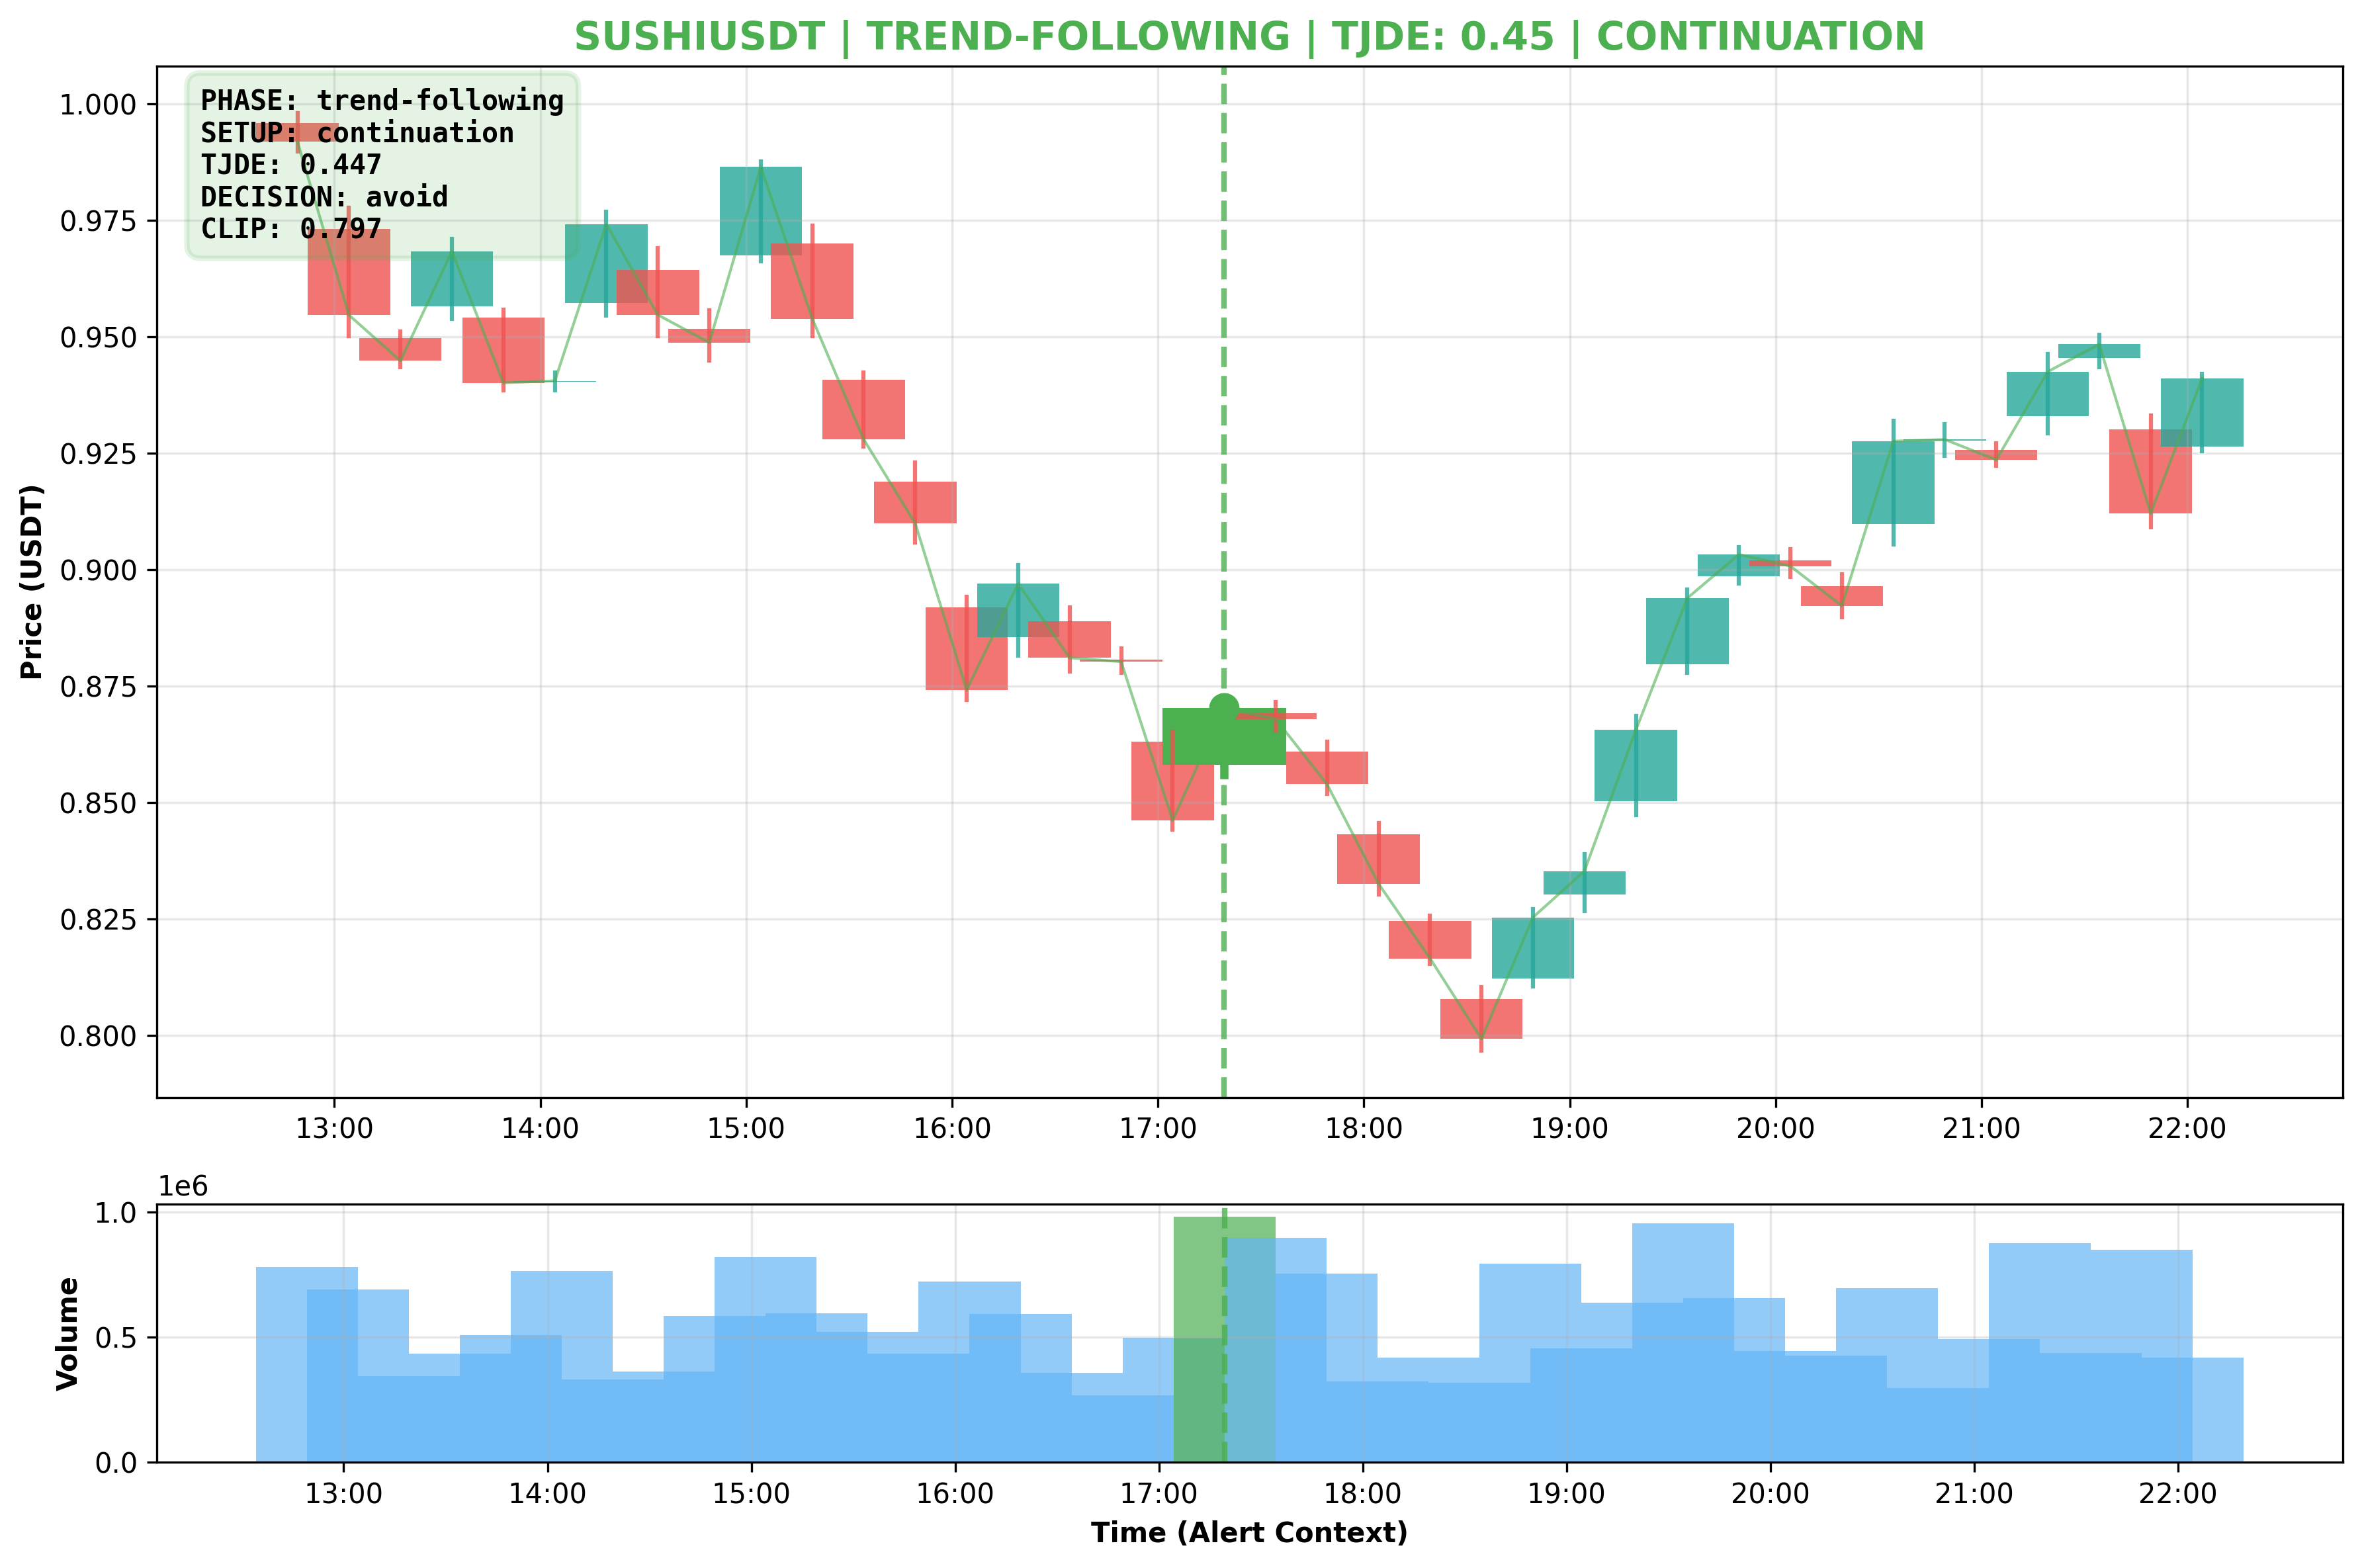 SUSHIUSDT | TREND-FOLLOWING | TJDE: 0.45 | CONTINUATION
PHASE: trend-following
SETUP: continuation
TJDE: 0.447
DECISION: avoid
CLIP: 0.797
Price (USDT)
1.000
0.975
0.950
0.925
0.900
0.875
0.850
0.825
0.800
13:00 14:00 15:00 16:00 17:00 18:00 19:00 20:00 21:00 22:00
1e6
Volume
1.0
0.5
0.0
13:00 14:00 15:00 16:00 17:00 18:00 19:00 20:00 21:00 22:00
Time (Alert Context)